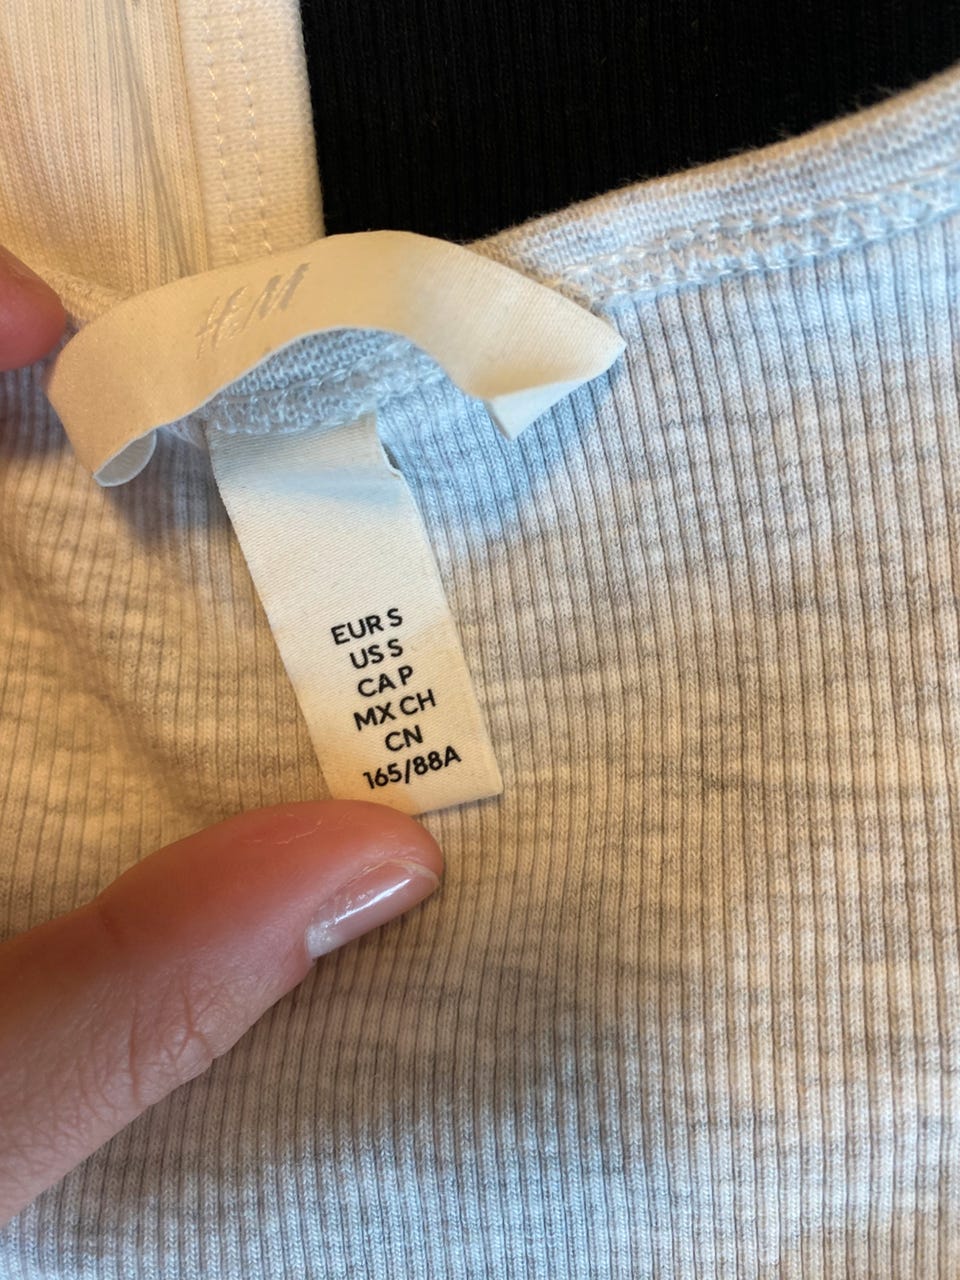 H&M
EUR S
US S
CA P
MX CH
CN
165/88A